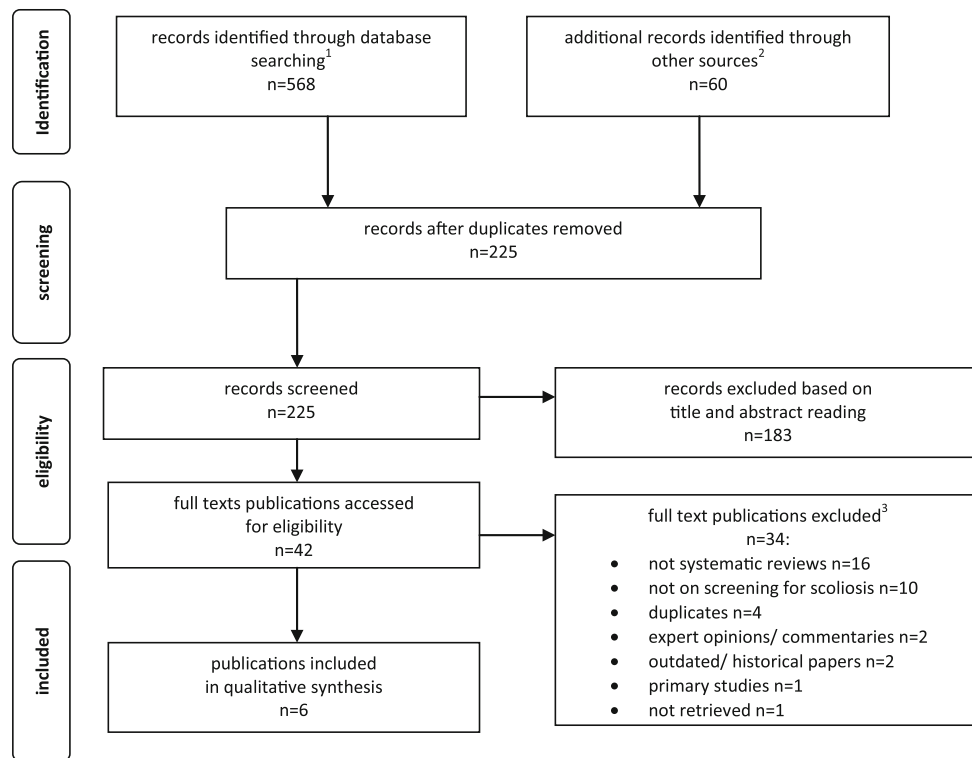 Identification
records identified through database
searching1
n=568
additional records identified through
other sources2
n=60
screening
records after duplicates removed
n=225
eligibility
records screened
n=225
records excluded based on
title and abstract reading
n=183
full texts publications accessed
for eligibility
n=42
full text publications excluded3
n=34:
• not systematic reviews n=16
• not on screening for scoliosis n=10
• duplicates n=4
• expert opinions/ commentaries n=2
• outdated/ historical papers n=2
• primary studies n=1
• not retrieved n=1
included
publications included
in qualitative synthesis
n=6